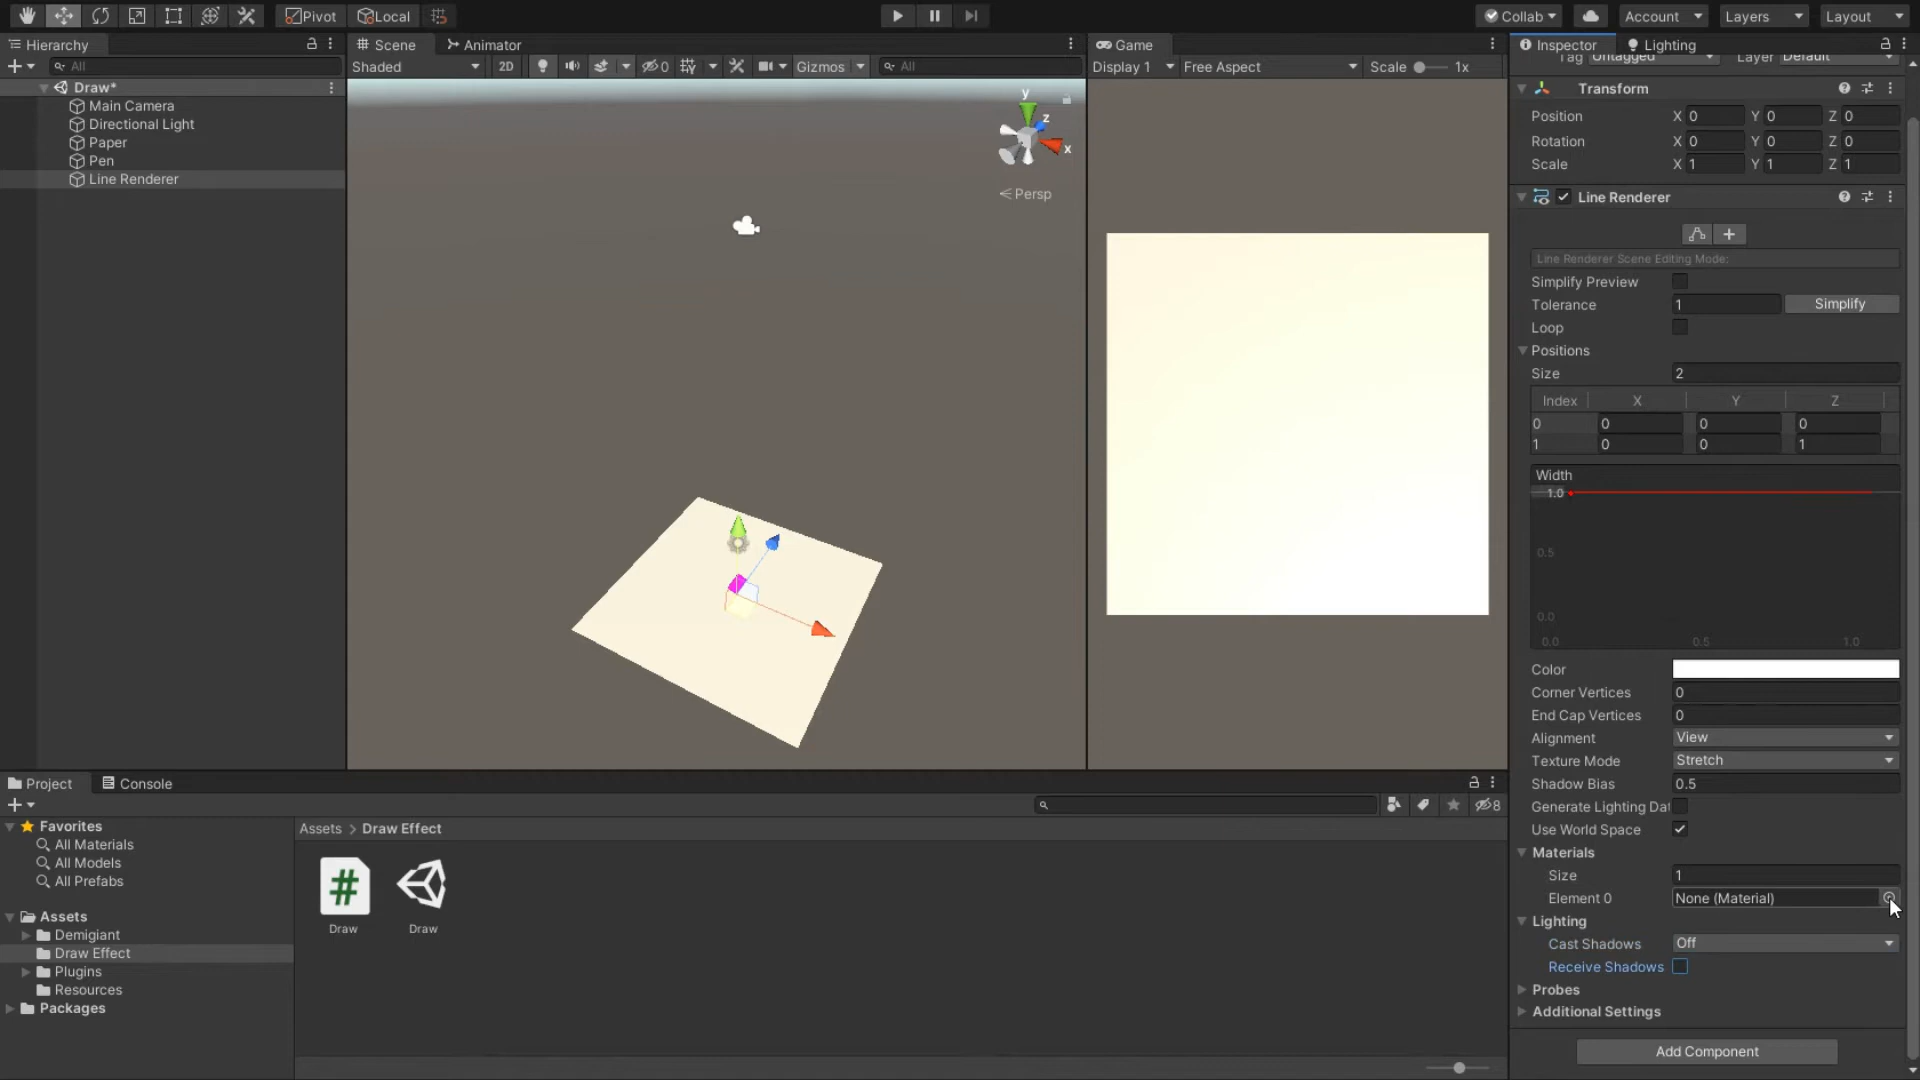 Pivot Local Collab Account Layers Layout
Hierarchy Scene Animator Game Inspector Lighting
All Shaded 2D 0 Gizmos All Display 1 Free Aspect Scale 1x Tag Untagged Layer Default
Draw*
Main Camera
Directional Light
Paper
Pen
Line Renderer
y
z
x
Persp
Transform
Position X 0 Y 0 Z 0
Rotation X 0 Y 0 Z 0
Scale X 1 Y 1 Z 1
Line Renderer
Line Renderer Scene Editing Mode:
Simplify Preview
Tolerance 1 Simplify
Loop
Positions
Size 2
Index X Y Z
0 0 0 0
1 0 0 1
Width
1.0
0.5
0.0
0.0 0.5 1.0
Color
Corner Vertices 0
End Cap Vertices 0
Alignment View
Texture Mode Stretch
Shadow Bias 0.5
Generate Lighting Dat
Use World Space
Materials
Size 1
Element 0 None (Material)
Lighting
Cast Shadows Off
Receive Shadows
Probes
Additional Settings
Add Component
Project Console
8
Favorites
All Materials
All Models
All Prefabs
Assets
Demigiant
Draw Effect
Plugins
Resources
Packages
Assets > Draw Effect
#
Draw Draw